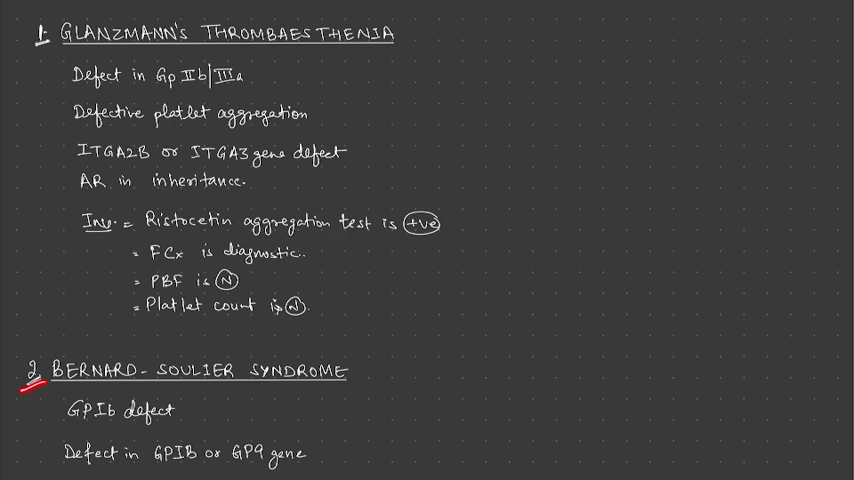 1. GLANZMANN'S THROMBAESTHENIA
Defect in Gp IIb/IIIa
Defective platlet aggregation
ITGA2B or ITGA3 gene defect
AR in inheritance.
Inv. = Ristocetin aggregation test is +ve
= FCx is diagnostic.
= PBF is N
= Platlet count is N.
2. BERNARD-SOULIER SYNDROME
GPIb defect
Defect in GPIB or GP9 gene